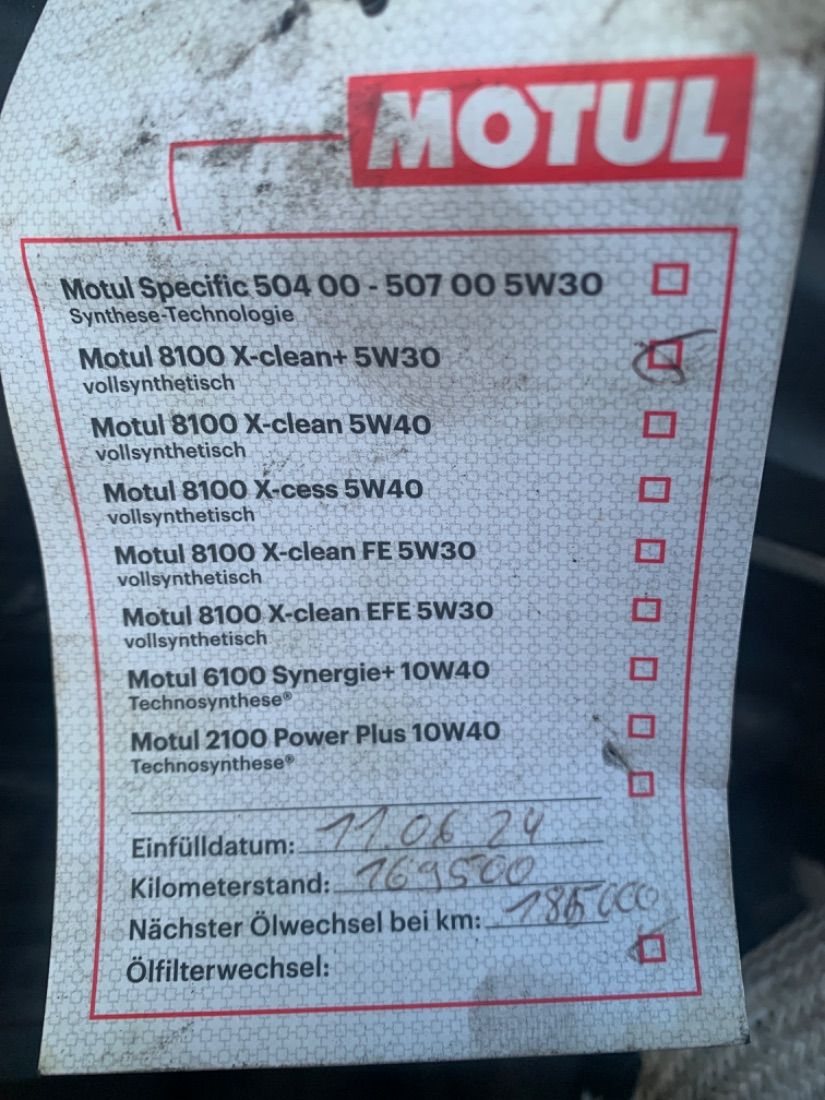 MOTUL
Motul Specific 504 00 - 507 00 5W30
Synthese-Technologie
Motul 8100 X-clean+ 5W30
vollsynthetisch
Motul 8100 X-clean 5W40
vollsynthetisch
Motul 8100 X-cess 5W40
vollsynthetisch
Motul 8100 X-clean FE 5W30
vollsynthetisch
Motul 8100 X-clean EFE 5W30
vollsynthetisch
Motul 6100 Synergie+ 10W40
Technosynthese®
Motul 2100 Power Plus 10W40
Technosynthese®
Einfülldatum: 11.06 24
Kilometerstand: 169500
Nächster Ölwechsel bei km:
Ölfilterwechsel: